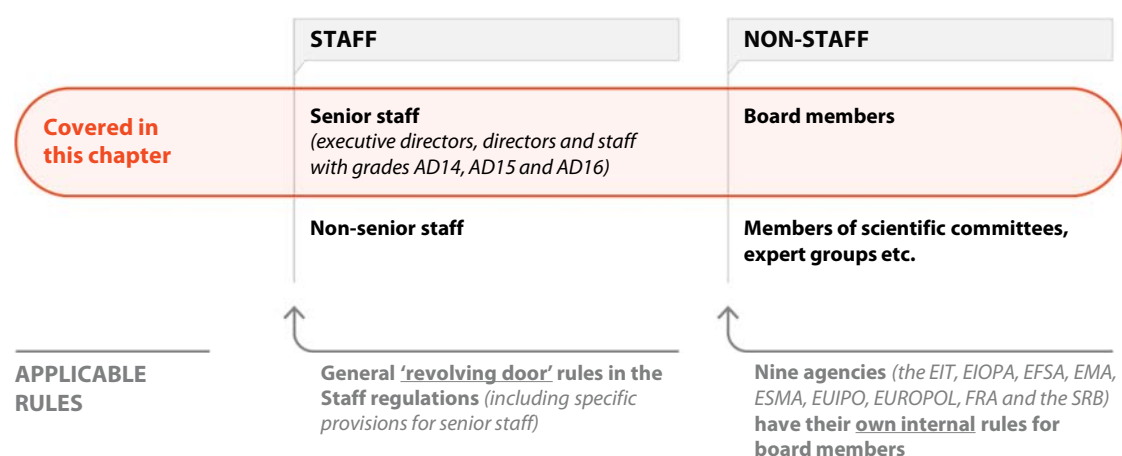 STAFF
NON-STAFF
Covered in
this chapter
Senior staff
(executive directors, directors and staff
with grades AD14, AD15 and AD16)
Board members
Non-senior staff
Members of scientific committees,
expert groups etc.
APPLICABLE
RULES
General ‘revolving door’ rules in the
Staff regulations (including specific
provisions for senior staff)
Nine agencies (the EIT, EIOPA, EFSA, EMA,
ESMA, EUIPO, EUROPOL, FRA and the SRB)
have their own internal rules for
board members